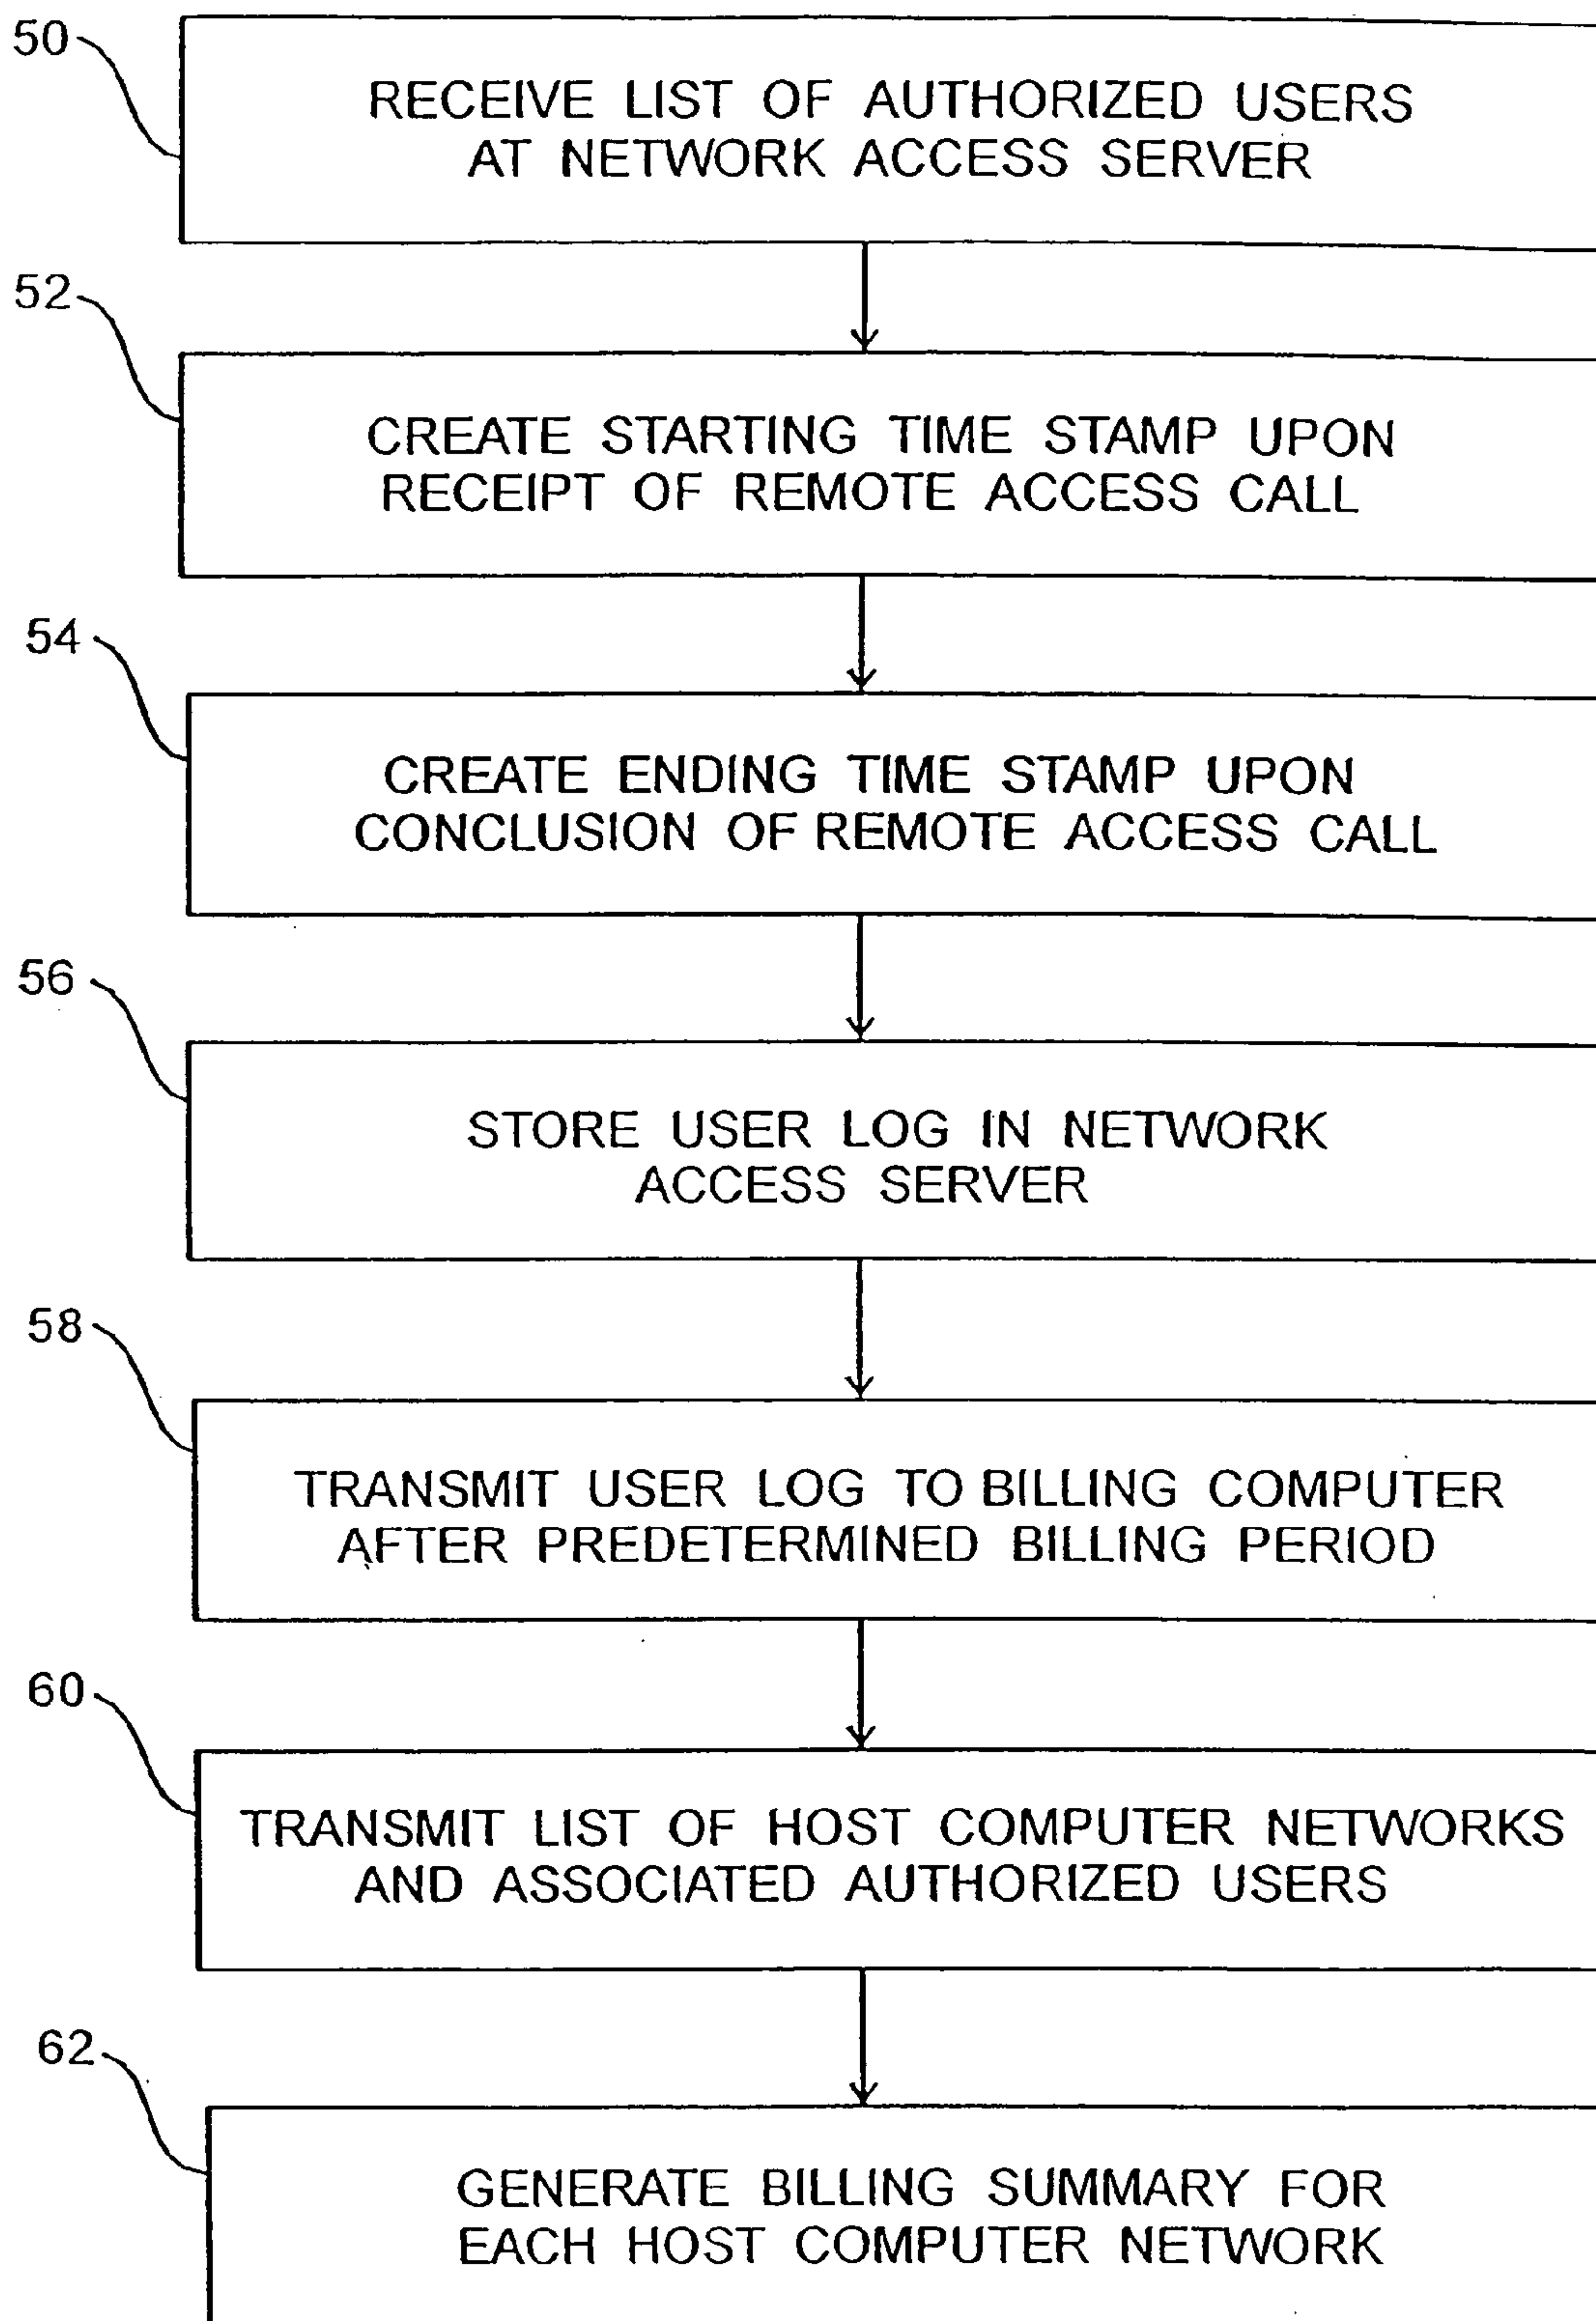 50
RECEIVE LIST OF AUTHORIZED USERS
AT NETWORK ACCESS SERVER
52
CREATE STARTING TIME STAMP UPON
RECEIPT OF REMOTE ACCESS CALL
54
CREATE ENDING TIME STAMP UPON
CONCLUSION OF REMOTE ACCESS CALL
56
STORE USER LOG IN NETWORK
ACCESS SERVER
58
TRANSMIT USER LOG TO BILLING COMPUTER
AFTER PREDETERMINED BILLING PERIOD
60
TRANSMIT LIST OF HOST COMPUTER NETWORKS
AND ASSOCIATED AUTHORIZED USERS
62
GENERATE BILLING SUMMARY FOR
EACH HOST COMPUTER NETWORK